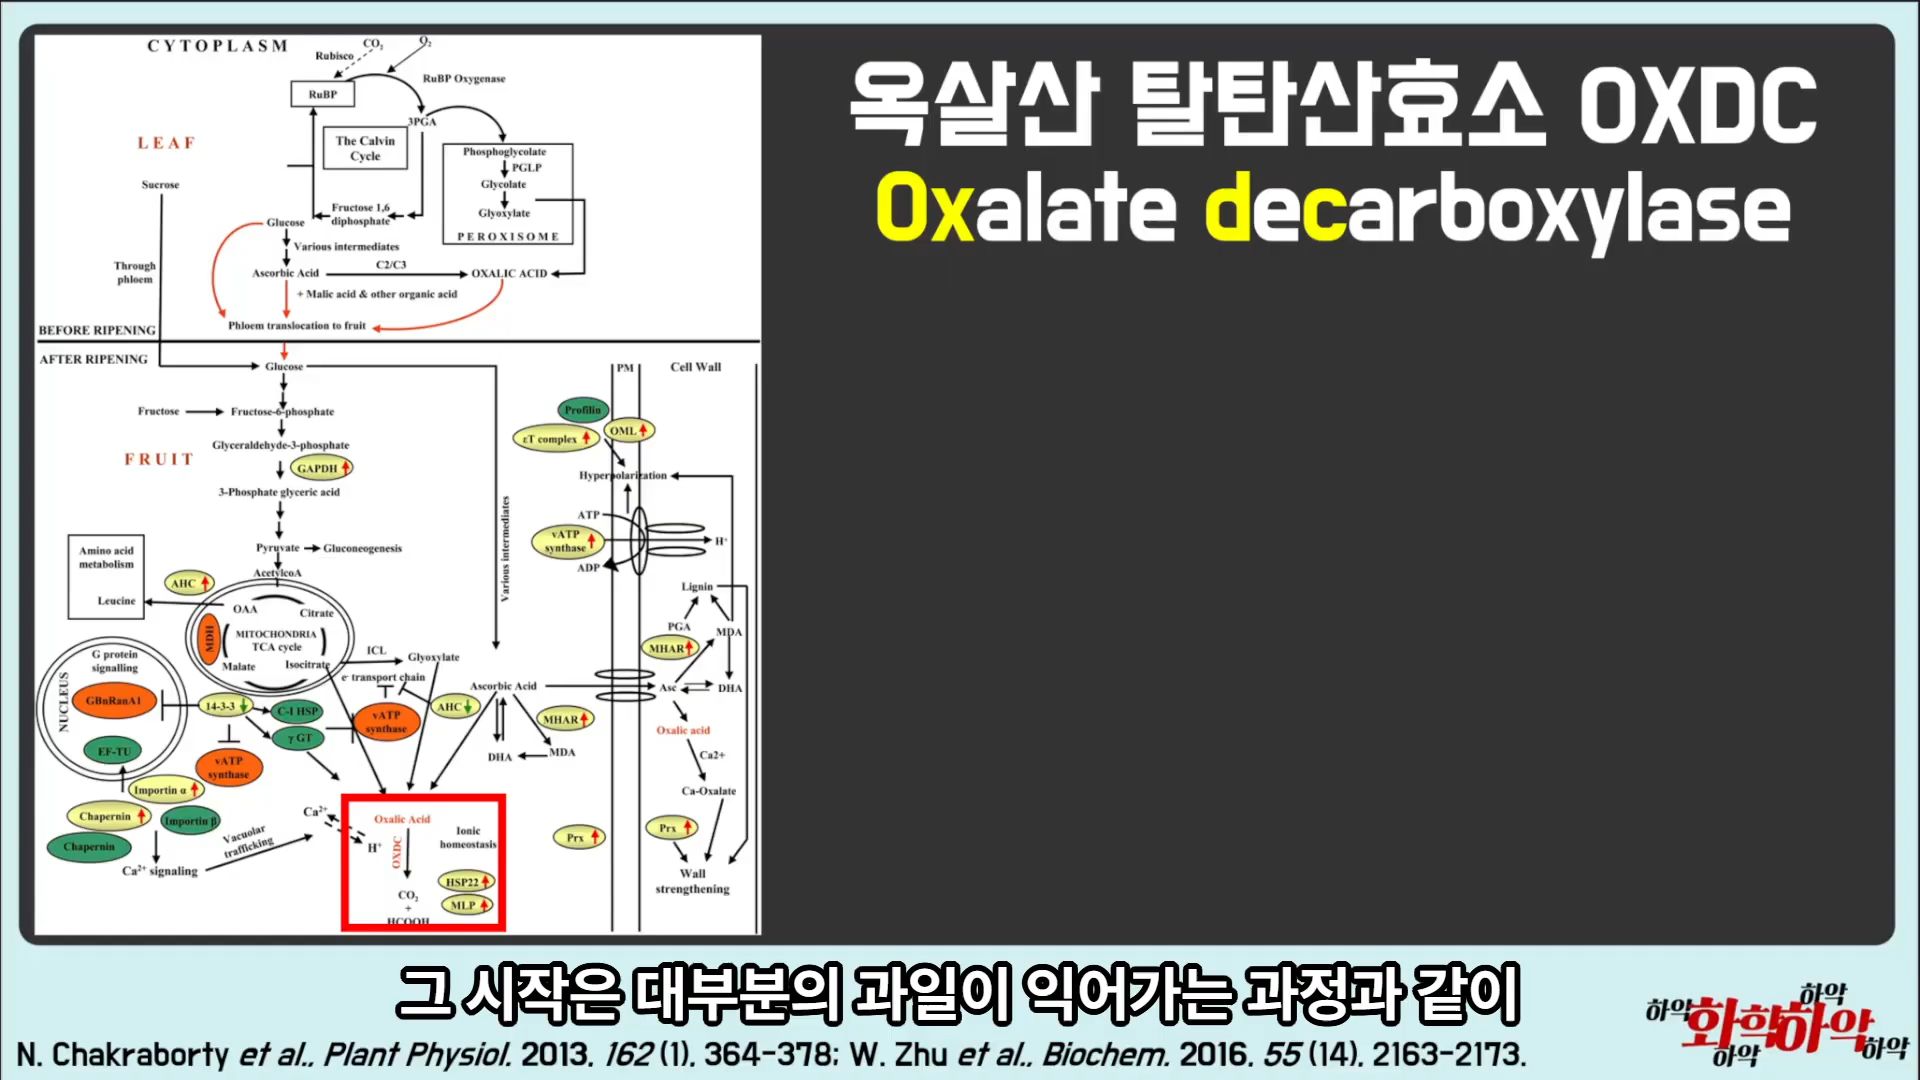 CYTOPLASM
CO₂
O₂
Rubisco
RuBP Oxygenase
RuBP
3PGA
LEAF
The Calvin
Cycle
Phosphoglycolate
PGLP
Glycolate
Glyoxylate
PEROXISOME
Sucrose
Fructose 1,6
diphosphate
Glucose
Various intermediates
Through
phloem
Ascorbic Acid
C2/C3
OXALIC ACID
+ Malic acid & other organic acid
Phloem translocation to fruit
BEFORE RIPENING
AFTER RIPENING
Glucose
PM
Cell Wall
Fructose
Fructose-6-phosphate
Profilin
εT complex
OML
Glyceraldehyde-3-phosphate
FRUIT
GAPDH
Hyperpolarization
3-Phosphate glyceric acid
Various intermediates
ATP
vATP
synthase
H⁺
ADP
Pyruvate
Gluconeogenesis
Amino acid
metabolism
Leucine
AcetylcoA
AHC
OAA
Citrate
MDH
MITOCHONDRIA
TCA cycle
Malate
Isocitrate
ICL
Glyoxylate
e⁻ transport chain
Lignin
PGA
MDA
MHAR
Asc
DHA
G protein
signalling
NUCLEUS
GBnRanA1
14-3-3
C-I HSP
γ GT
vATP
synthase
AHC
Ascorbic Acid
MHAR
DHA
MDA
Oxalic acid
Ca2+
Ca-Oxalate
EF-TU
vATP
synthase
Importin α
Chapernin
Importin β
Chapernin
Vacuolar
trafficking
Ca²⁺ signaling
Ca²⁺
H⁺
Oxalic Acid
OXDC
Ionic
homeostasis
HSP22
MLP
CO₂
+
HCOOH
Prx
Prx
Wall
strengthening
옥살산 탈탄산효소 OXDC
Oxalate decarboxylase
그 시작은 대부분의 과일이 익어가는 과정과 같이
N. Chakraborty et al., Plant Physiol. 2013, 162 (1), 364-378; W. Zhu et al., Biochem. 2016, 55 (14), 2163-2173.
하악
화학하악
하악
하악
하악